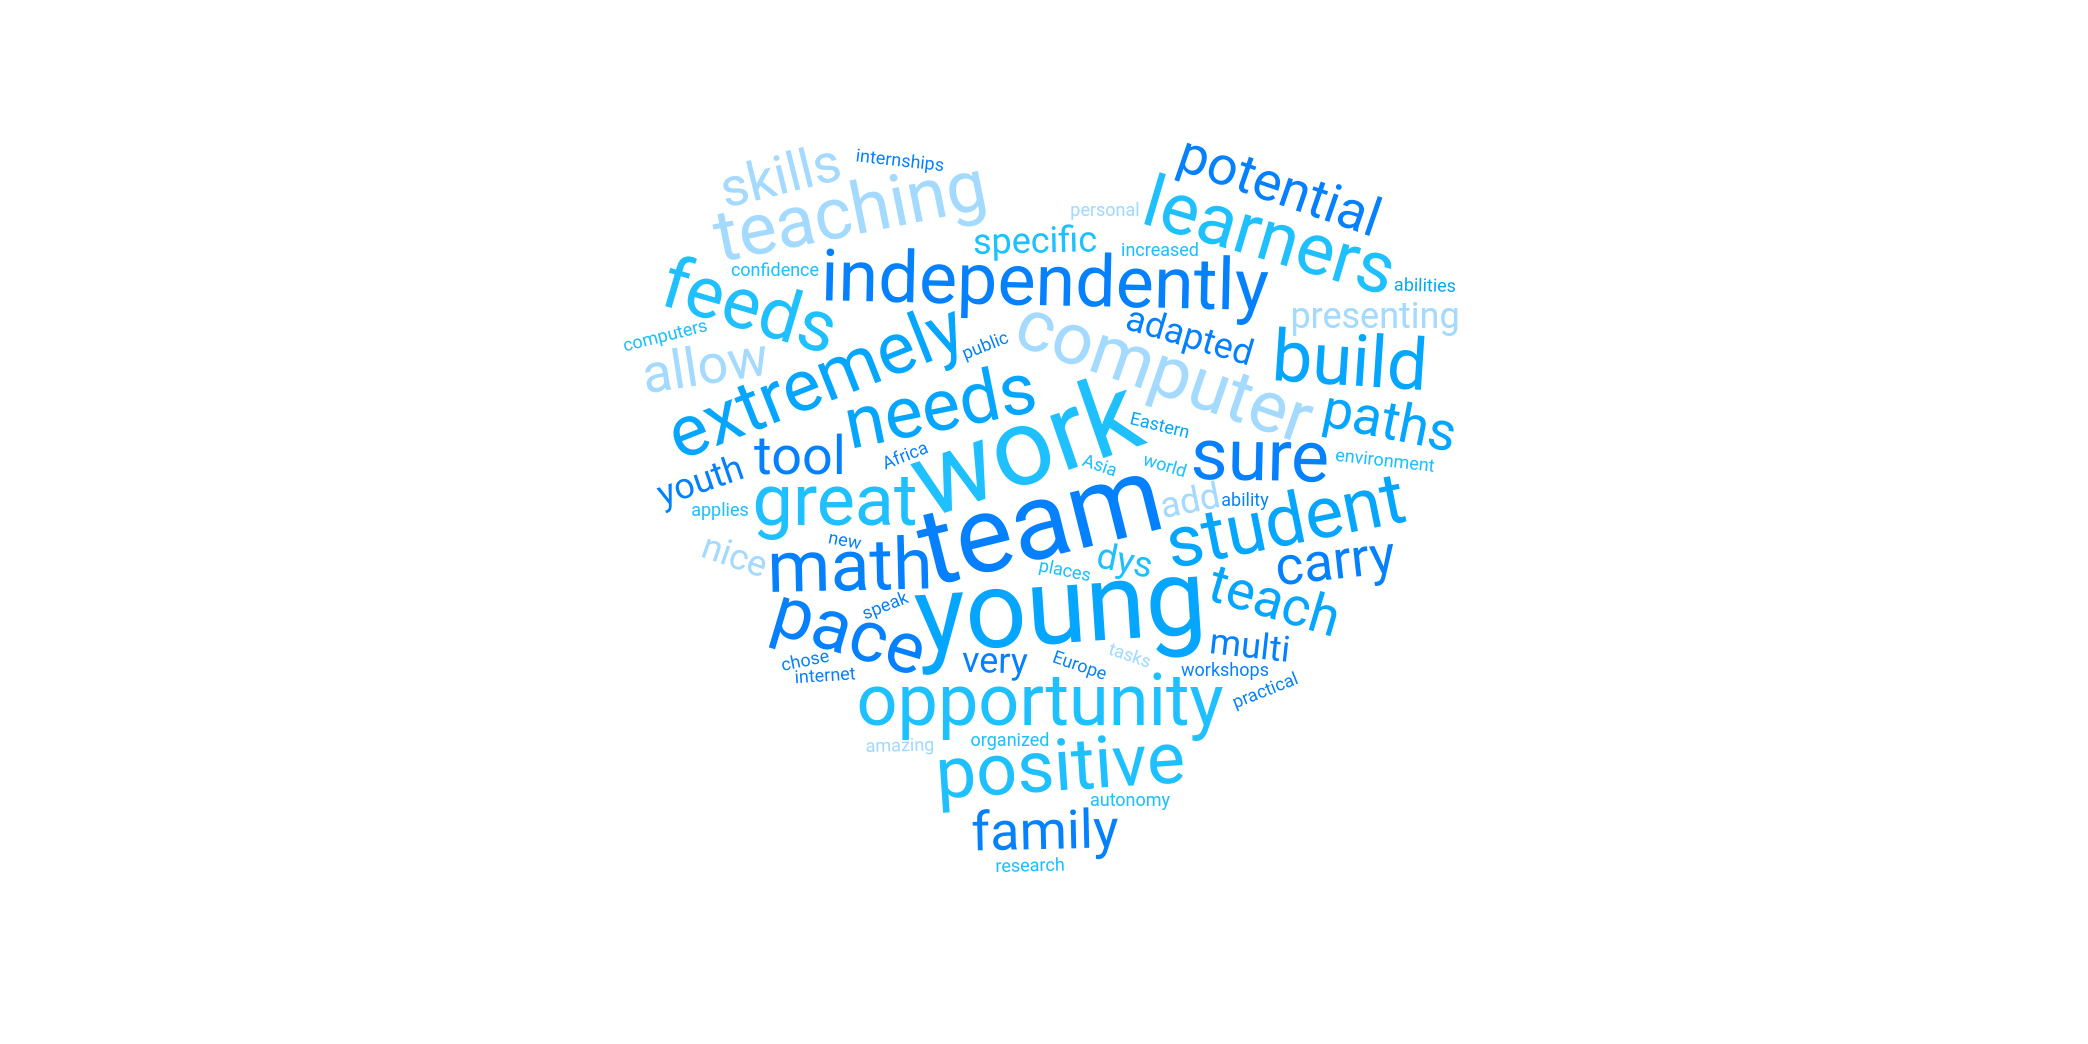 skills
internships
potential
teaching
personal
learners
specific
increased
confidence
independently
abilities
feeds
presenting
computers
adapted
computer
public
allow
extremely
build
needs
paths
work
Eastern
tool
Africa
sure
environment
Asia
world
youth
great
add
ability
applies
team
student
new
nice
math
dys
carry
places
teach
speak
young
pace
multi
chose
very
Europe
tasks
internet
workshops
practical
opportunity
amazing
organized
positive
autonomy
family
research